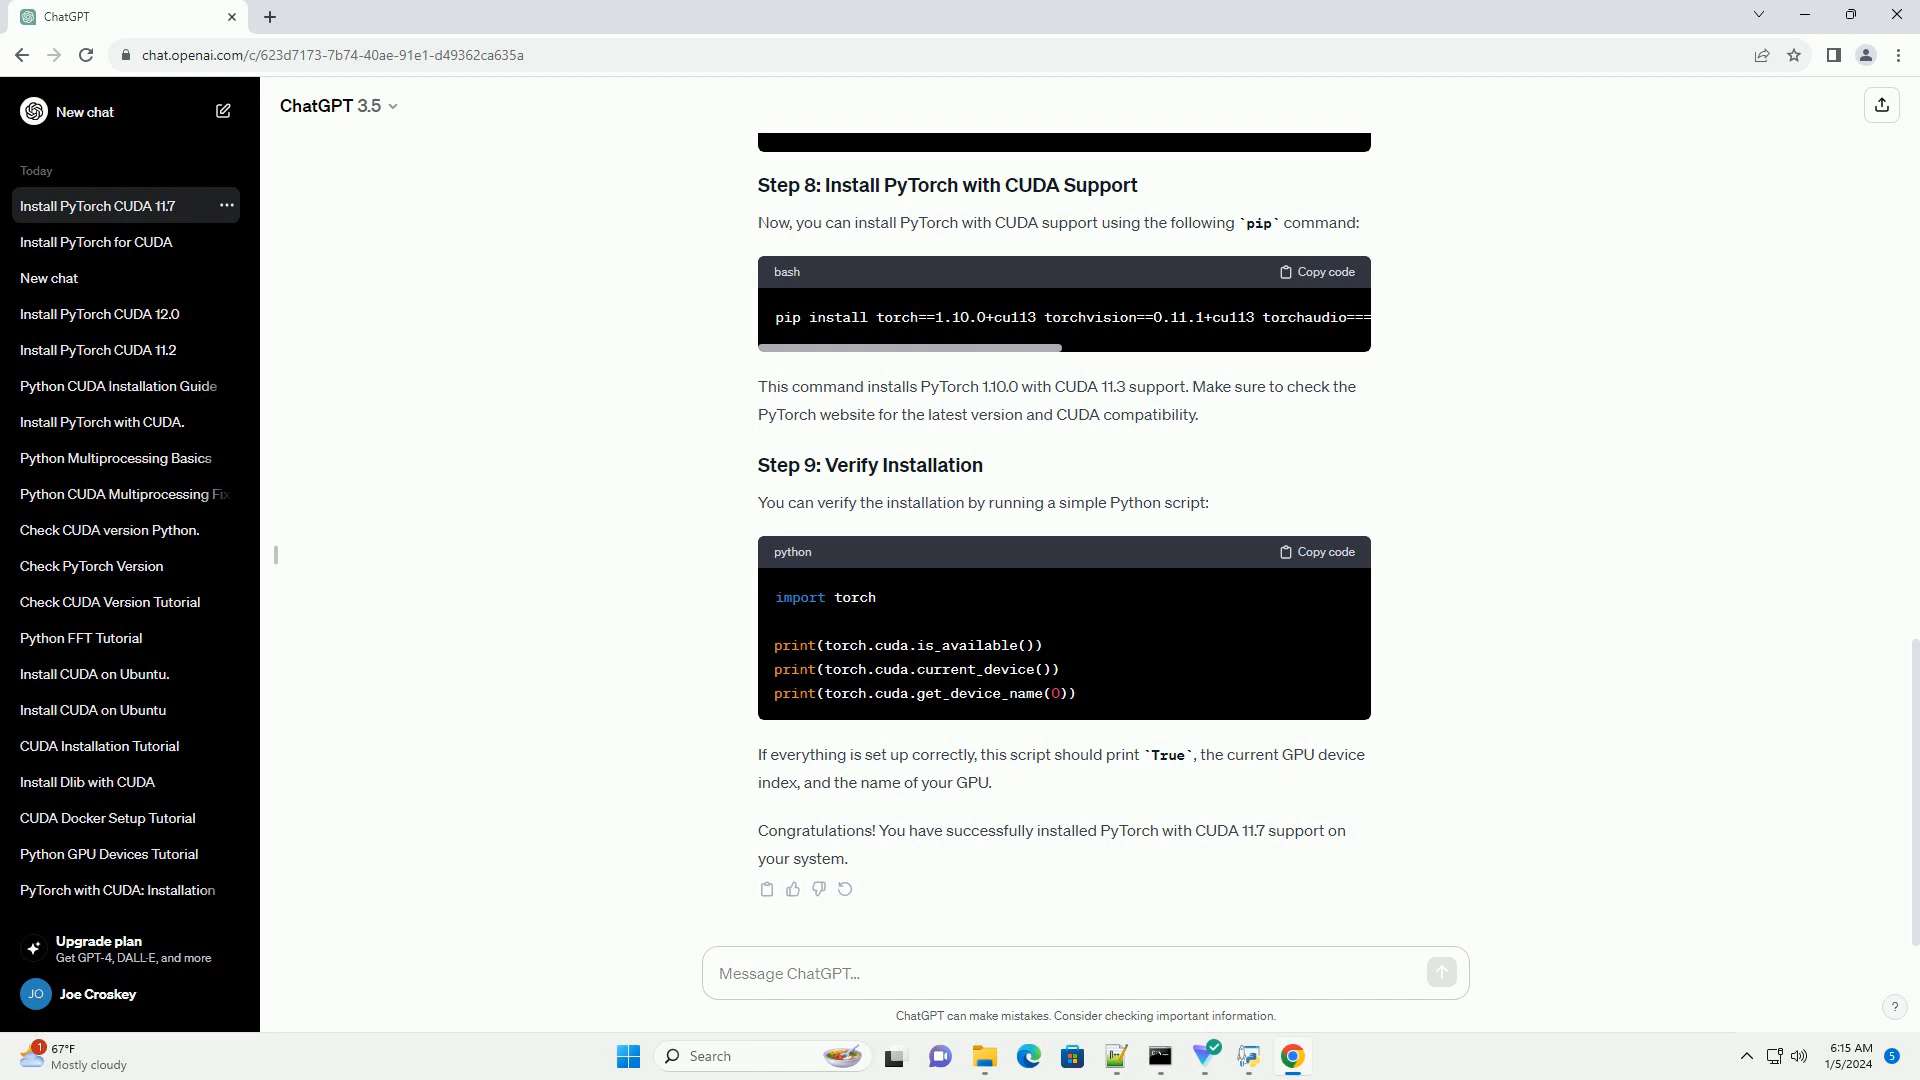 ChatGPT
chat.openai.com/c/623d7173-7b74-40ae-91e1-d49362ca635a
New chat
ChatGPT 3.5
Today
Install PyTorch CUDA 11.7
Install PyTorch for CUDA
New chat
Install PyTorch CUDA 12.0
Install PyTorch CUDA 11.2
Python CUDA Installation Guide
Install PyTorch with CUDA.
Python Multiprocessing Basics
Python CUDA Multiprocessing Fix
Check CUDA version Python.
Check PyTorch Version
Check CUDA Version Tutorial
Python FFT Tutorial
Install CUDA on Ubuntu.
Install CUDA on Ubuntu
CUDA Installation Tutorial
Install Dlib with CUDA
CUDA Docker Setup Tutorial
Python GPU Devices Tutorial
PyTorch with CUDA: Installation
Upgrade plan
Get GPT-4, DALL·E, and more
JO Joe Croskey
Step 8: Install PyTorch with CUDA Support
Now, you can install PyTorch with CUDA support using the following `pip` command:
bash Copy code
pip install torch==1.10.0+cu113 torchvision==0.11.1+cu113 torchaudio===
This command installs PyTorch 1.10.0 with CUDA 11.3 support. Make sure to check the
PyTorch website for the latest version and CUDA compatibility.
Step 9: Verify Installation
You can verify the installation by running a simple Python script:
python Copy code
import torch
print(torch.cuda.is_available())
print(torch.cuda.current_device())
print(torch.cuda.get_device_name(0))
If everything is set up correctly, this script should print `True`, the current GPU device
index, and the name of your GPU.
Congratulations! You have successfully installed PyTorch with CUDA 11.7 support on
your system.
Message ChatGPT...
ChatGPT can make mistakes. Consider checking important information.
?
1
67°F
Mostly cloudy
Search
6:15 AM
1/5/2024
5